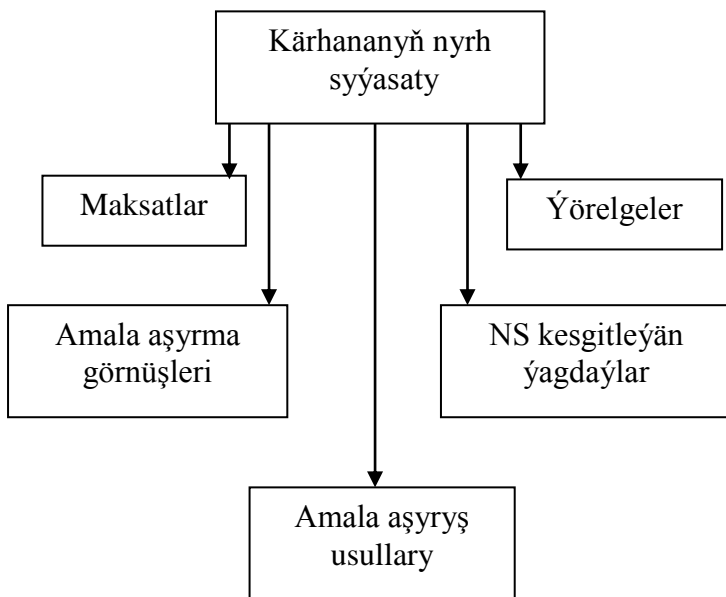 Kärhananyň nyrh
syýasaty
Maksatlar
Ýörelgeler
Amala aşyrma
görnüşleri
NS kesgitleýän
ýagdaýlar
Amala aşyryş
usullary